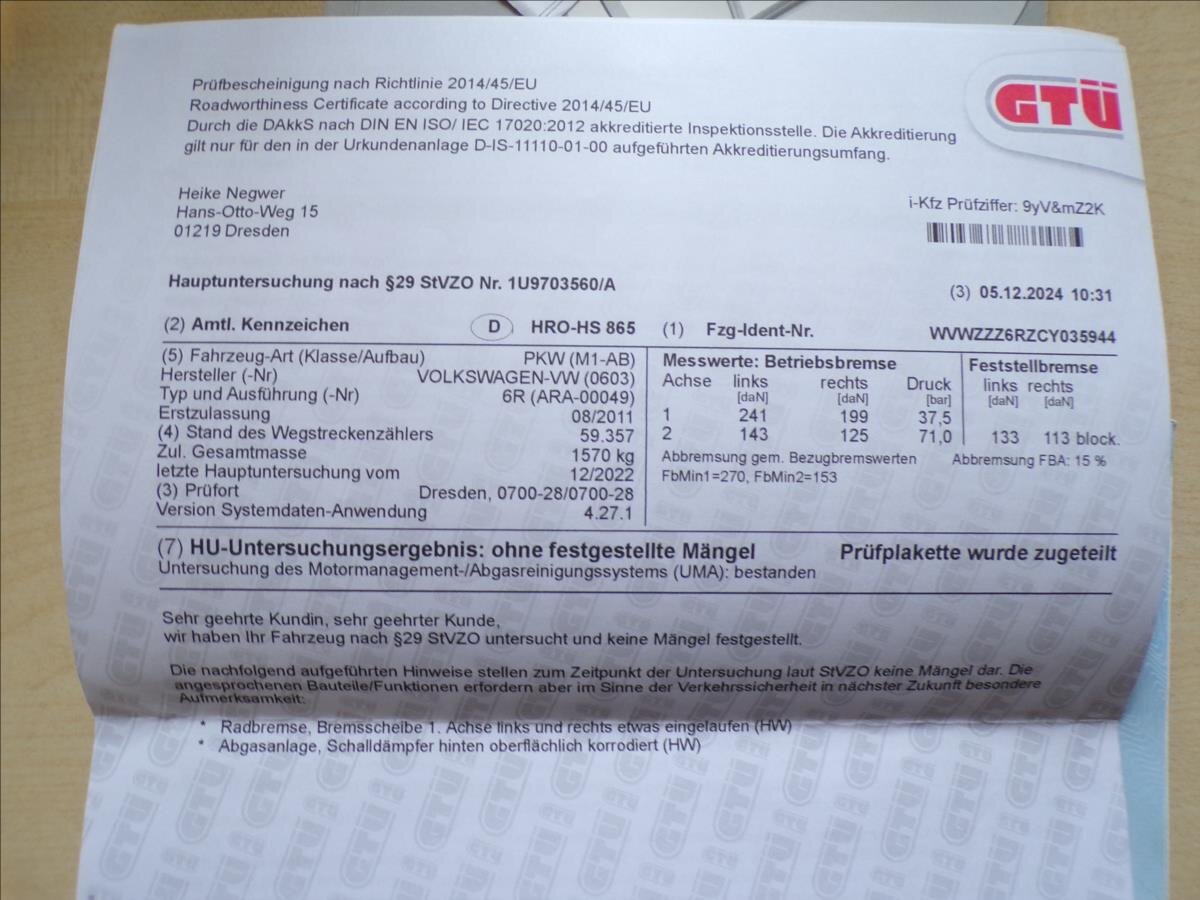 Prüfbescheinigung nach Richtlinie 2014/45/EU
Roadworthiness Certificate according to Directive 2014/45/EU
Durch die DAkkS nach DIN EN ISO/ IEC 17020:2012 akkreditierte Inspektionsstelle. Die Akkreditierung
gilt nur für den in der Urkundenanlage D-IS-11110-01-00 aufgeführten Akkreditierungsumfang.
GTÜ
Heike Negwer
Hans-Otto-Weg 15
01219 Dresden
i-Kfz Prüfziffer: 9yV&mZ2K
Hauptuntersuchung nach §29 StVZO Nr. 1U9703560/A
(3) 05.12.2024 10:31
(2) Amtl. Kennzeichen D HRO-HS 865 (1) Fzg-Ident-Nr. WVWZZZ6RZCY035944
(5) Fahrzeug-Art (Klasse/Aufbau) PKW (M1-AB)
Hersteller (-Nr) VOLKSWAGEN-VW (0603)
Typ und Ausführung (-Nr) 6R (ARA-00049)
Erstzulassung 08/2011
(4) Stand des Wegstreckenzählers 59.357
Zul. Gesamtmasse 1570 kg
letzte Hauptuntersuchung vom 12/2022
(3) Prüfort Dresden, 0700-28/0700-28
Version Systemdaten-Anwendung 4.27.1
Messwerte: Betriebsbremse Feststellbremse
Achse links rechts Druck links rechts
[daN] [daN] [bar] [daN] [daN]
1 241 199 37,5
2 143 125 71,0 133 113 block.
Abbremsung gem. Bezugbremswerten Abbremsung FBA: 15 %
FbMin1=270, FbMin2=153
(7) HU-Untersuchungsergebnis: ohne festgestellte Mängel Prüfplakette wurde zugeteilt
Untersuchung des Motormanagement-/Abgasreinigungssystems (UMA): bestanden
Sehr geehrte Kundin, sehr geehrter Kunde,
wir haben Ihr Fahrzeug nach §29 StVZO untersucht und keine Mängel festgestellt.
Die nachfolgend aufgeführten Hinweise stellen zum Zeitpunkt der Untersuchung laut StVZO keine Mängel dar. Die
angesprochenen Bauteile/Funktionen erfordern aber im Sinne der Verkehrssicherheit in nächster Zukunft besondere
Aufmerksamkeit:
* Radbremse, Bremsscheibe 1. Achse links und rechts etwas eingelaufen (HW)
* Abgasanlage, Schalldämpfer hinten oberflächlich korrodiert (HW)